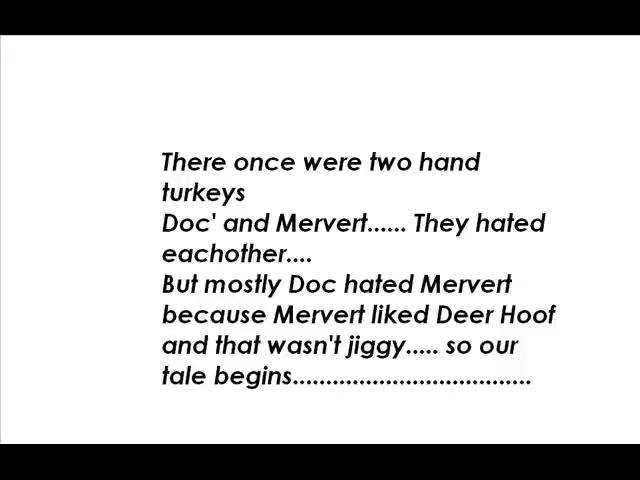 There once were two hand
turkeys
Doc' and Mervert...... They hated
eachother....
But mostly Doc hated Mervert
because Mervert liked Deer Hoof
and that wasn't jiggy..... so our
tale begins....................................